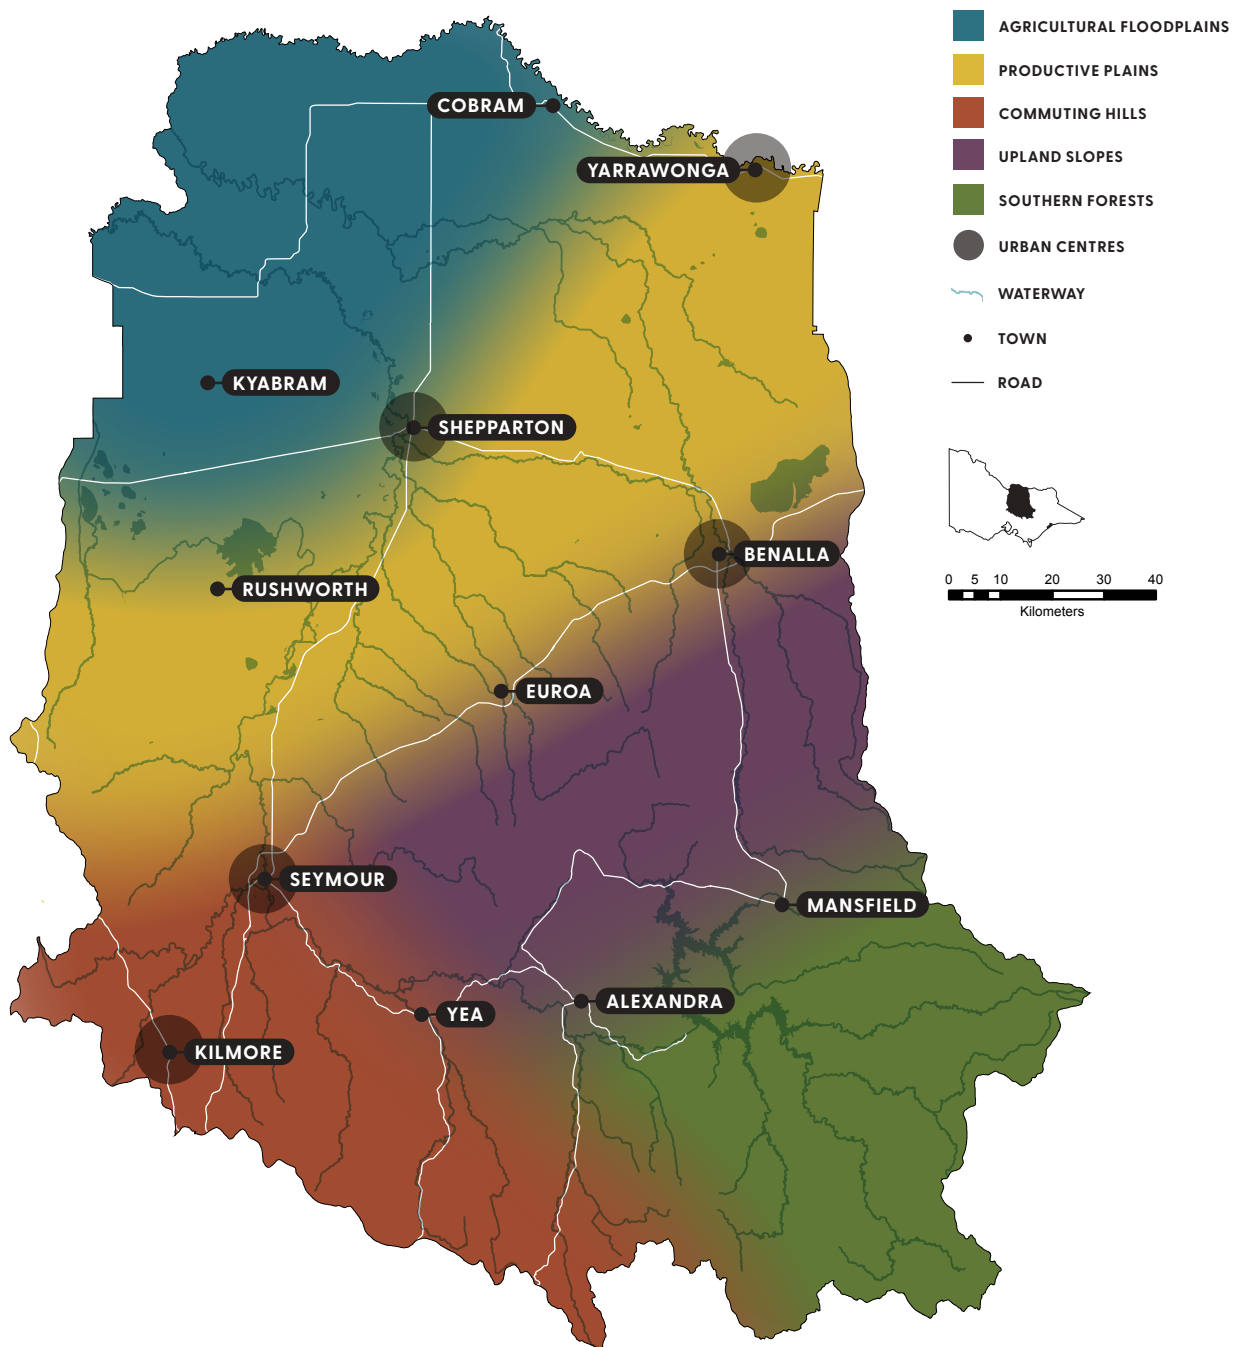 AGRICULTURAL FLOODPLAINS
PRODUCTIVE PLAINS
COMMUTING HILLS
UPLAND SLOPES
SOUTHERN FORESTS
URBAN CENTRES
WATERWAY
TOWN
ROAD
0 5 10 20 30 40
Kilometers
COBRAM
YARRAWONGA
KYABRAM
SHEPPARTON
BENALLA
RUSHWORTH
EUROA
SEYMOUR
MANSFIELD
ALEXANDRA
YEA
KILMORE